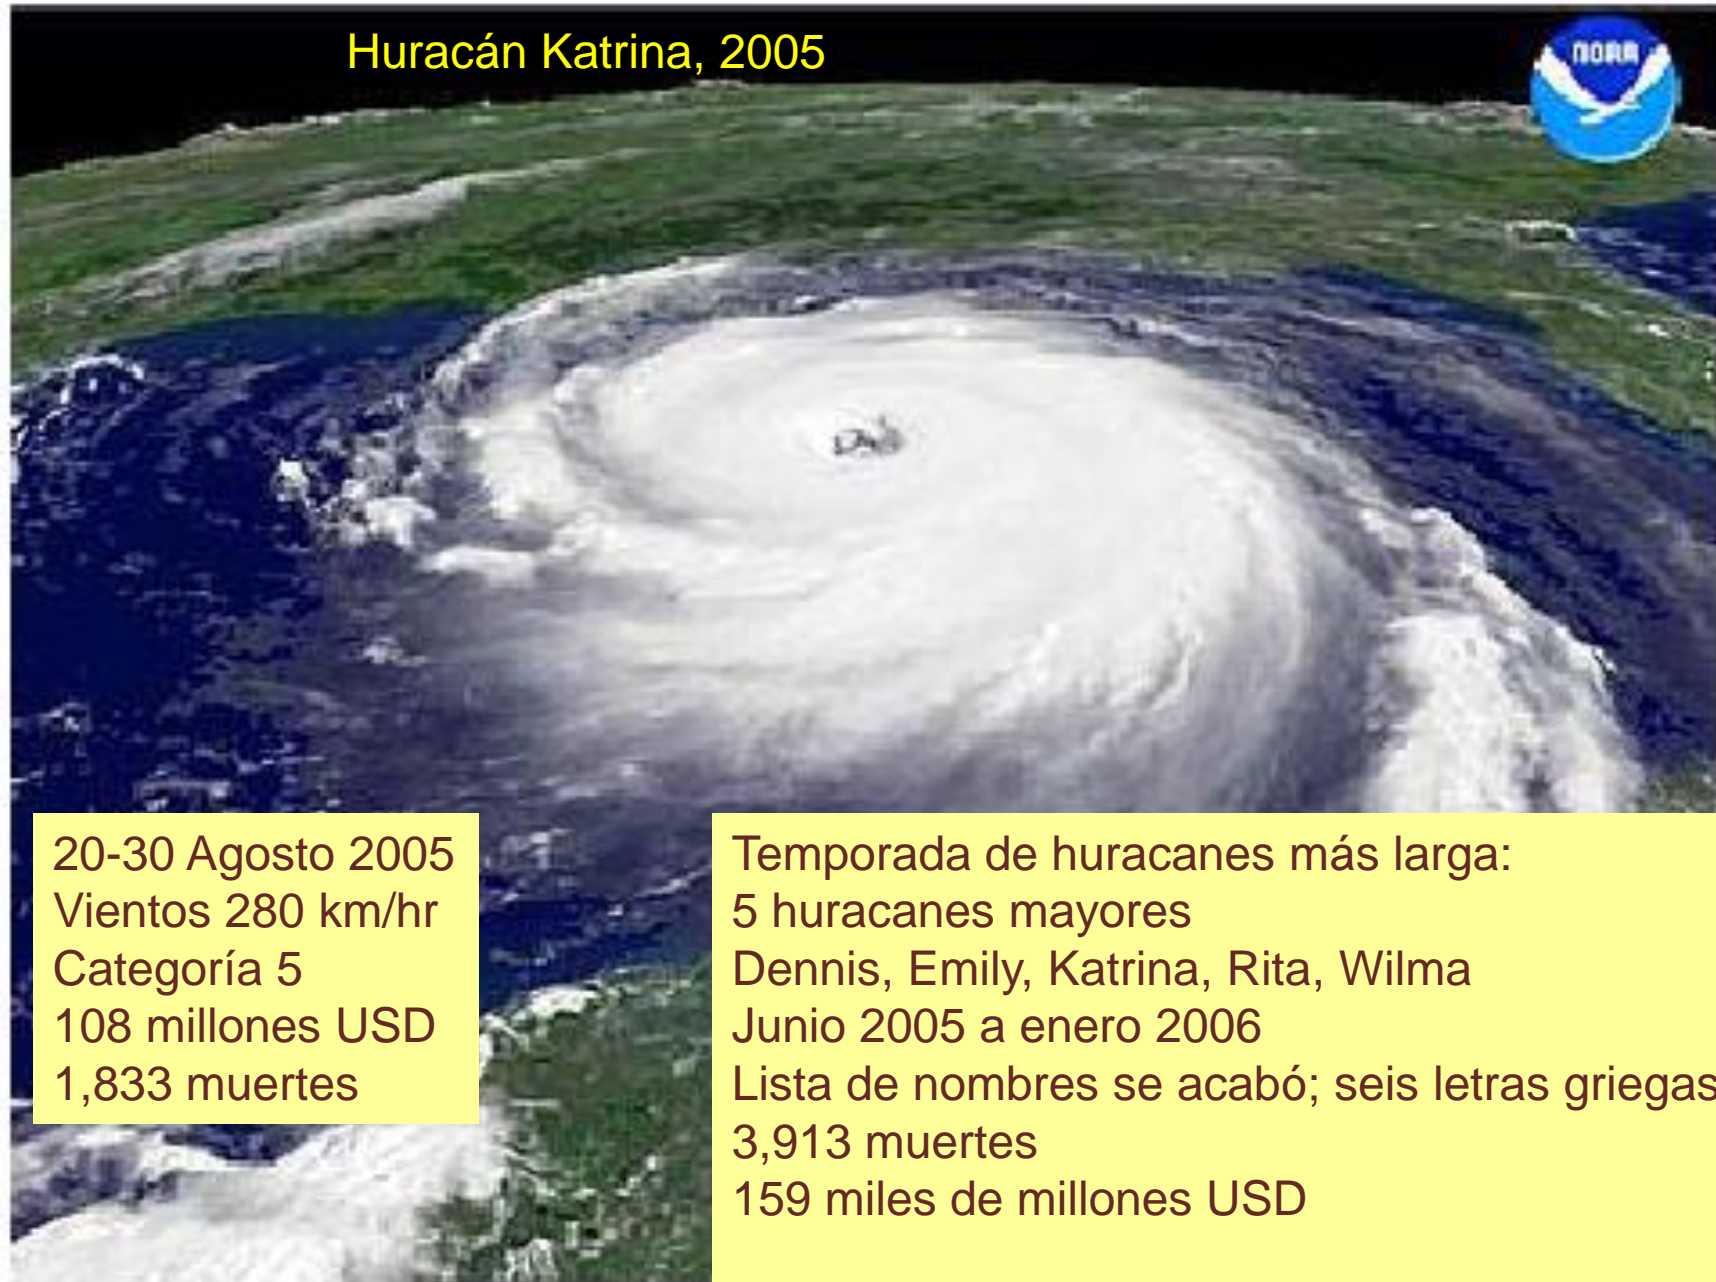 Huracán Katrina, 2005
NOAA
20-30 Agosto 2005
Vientos 280 km/hr
Categoría 5
108 millones USD
1,833 muertes
Temporada de huracanes más larga:
5 huracanes mayores
Dennis, Emily, Katrina, Rita, Wilma
Junio 2005 a enero 2006
Lista de nombres se acabó; seis letras griegas
3,913 muertes
159 miles de millones USD